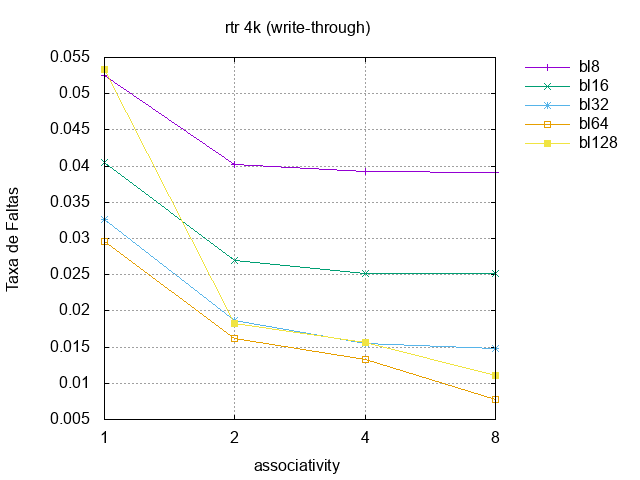 rtr 4k (write-through)
0.055
0.05
0.045
0.04
0.035
0.03
0.025
0.02
0.015
0.01
0.005
Taxa de Faltas
1 2 4 8
associativity
bl8
bl16
bl32
bl64
bl128